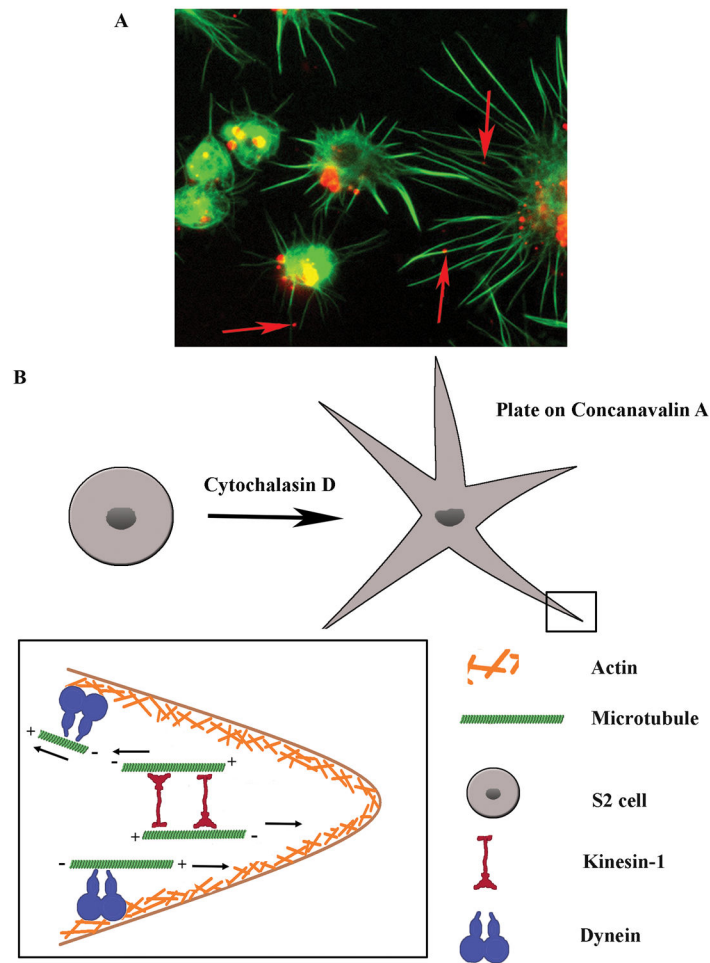 A
B
Plate on Concanavalin A
Cytochalasin D
Actin
Microtubule
S2 cell
Kinesin-1
Dynein
+ -
- +
+ -
- +